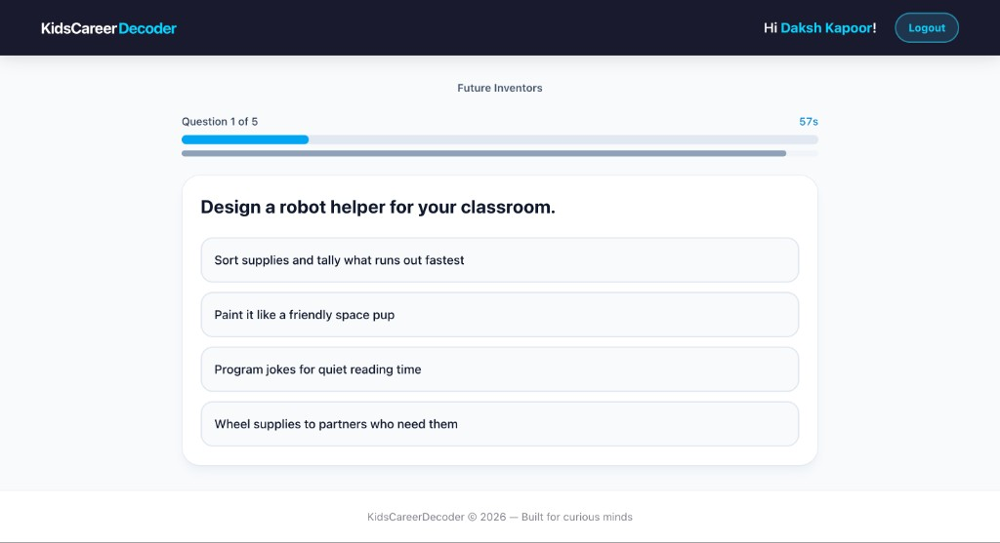 KidsCareerDecoder
Hi Daksh Kapoor!
Logout
Future Inventors
Question 1 of 5
57s
Design a robot helper for your classroom.
Sort supplies and tally what runs out fastest
Paint it like a friendly space pup
Program jokes for quiet reading time
Wheel supplies to partners who need them
KidsCareerDecoder © 2026 — Built for curious minds